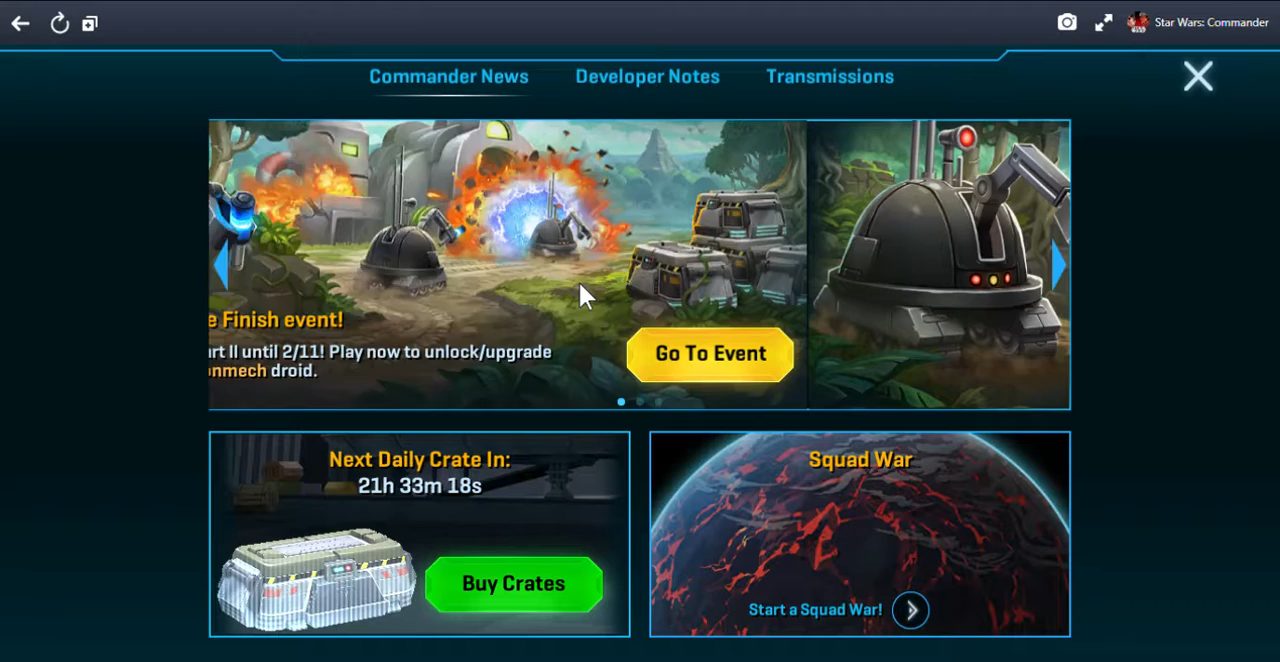 Star Wars: Commander
Commander News
Developer Notes
Transmissions
e Finish event!
art II until 2/11! Play now to unlock/upgrade
onmech droid.
Go To Event
Next Daily Crate In:
21h 33m 18s
Buy Crates
Squad War
Start a Squad War!